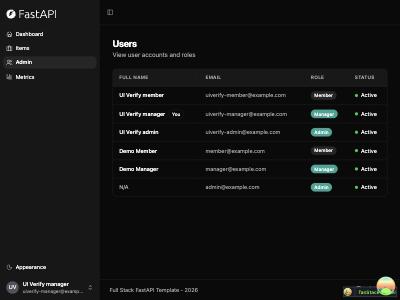 FastAPI
Dashboard
Items
Admin
Metrics
Users
View user accounts and roles
FULL NAME EMAIL ROLE STATUS
UI Verify member uiverify-member@example.com Member Active
UI Verify manager You uiverify-manager@example.com Manager Active
UI Verify admin uiverify-admin@example.com Admin Active
Demo Member member@example.com Member Active
Demo Manager manager@example.com Manager Active
N/A admin@example.com Admin Active
Appearance
UV UI Verify manager
uiverify-manager@examp...
Full Stack FastAPI Template - 2026